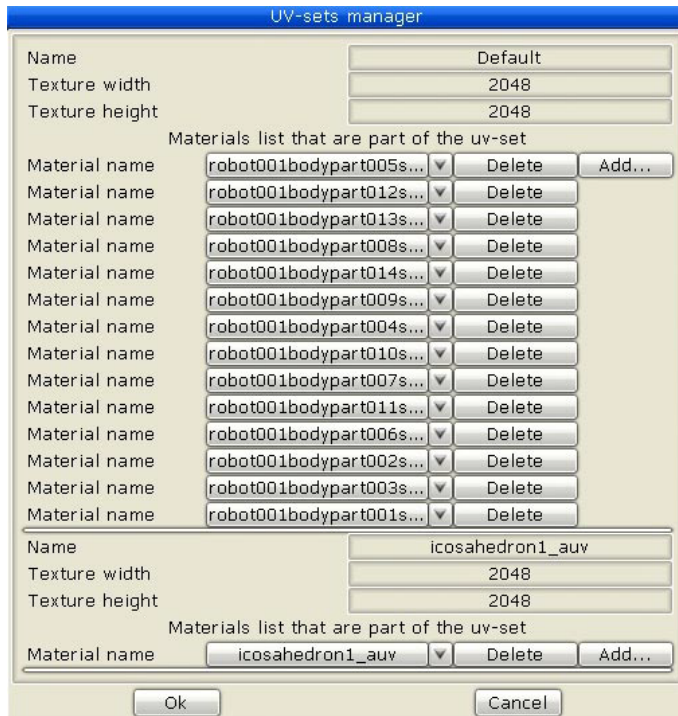 UV-sets manager
Name Default
Texture width 2048
Texture height 2048
Materials list that are part of the uv-set
Material name robot001bodypart005s... Delete Add...
Material name robot001bodypart012s... Delete
Material name robot001bodypart013s... Delete
Material name robot001bodypart008s... Delete
Material name robot001bodypart014s... Delete
Material name robot001bodypart009s... Delete
Material name robot001bodypart004s... Delete
Material name robot001bodypart010s... Delete
Material name robot001bodypart007s... Delete
Material name robot001bodypart011s... Delete
Material name robot001bodypart006s... Delete
Material name robot001bodypart002s... Delete
Material name robot001bodypart003s... Delete
Material name robot001bodypart001s... Delete
Name icosahedron1_auv
Texture width 2048
Texture height 2048
Materials list that are part of the uv-set
Material name icosahedron1_auv Delete Add...
Ok Cancel